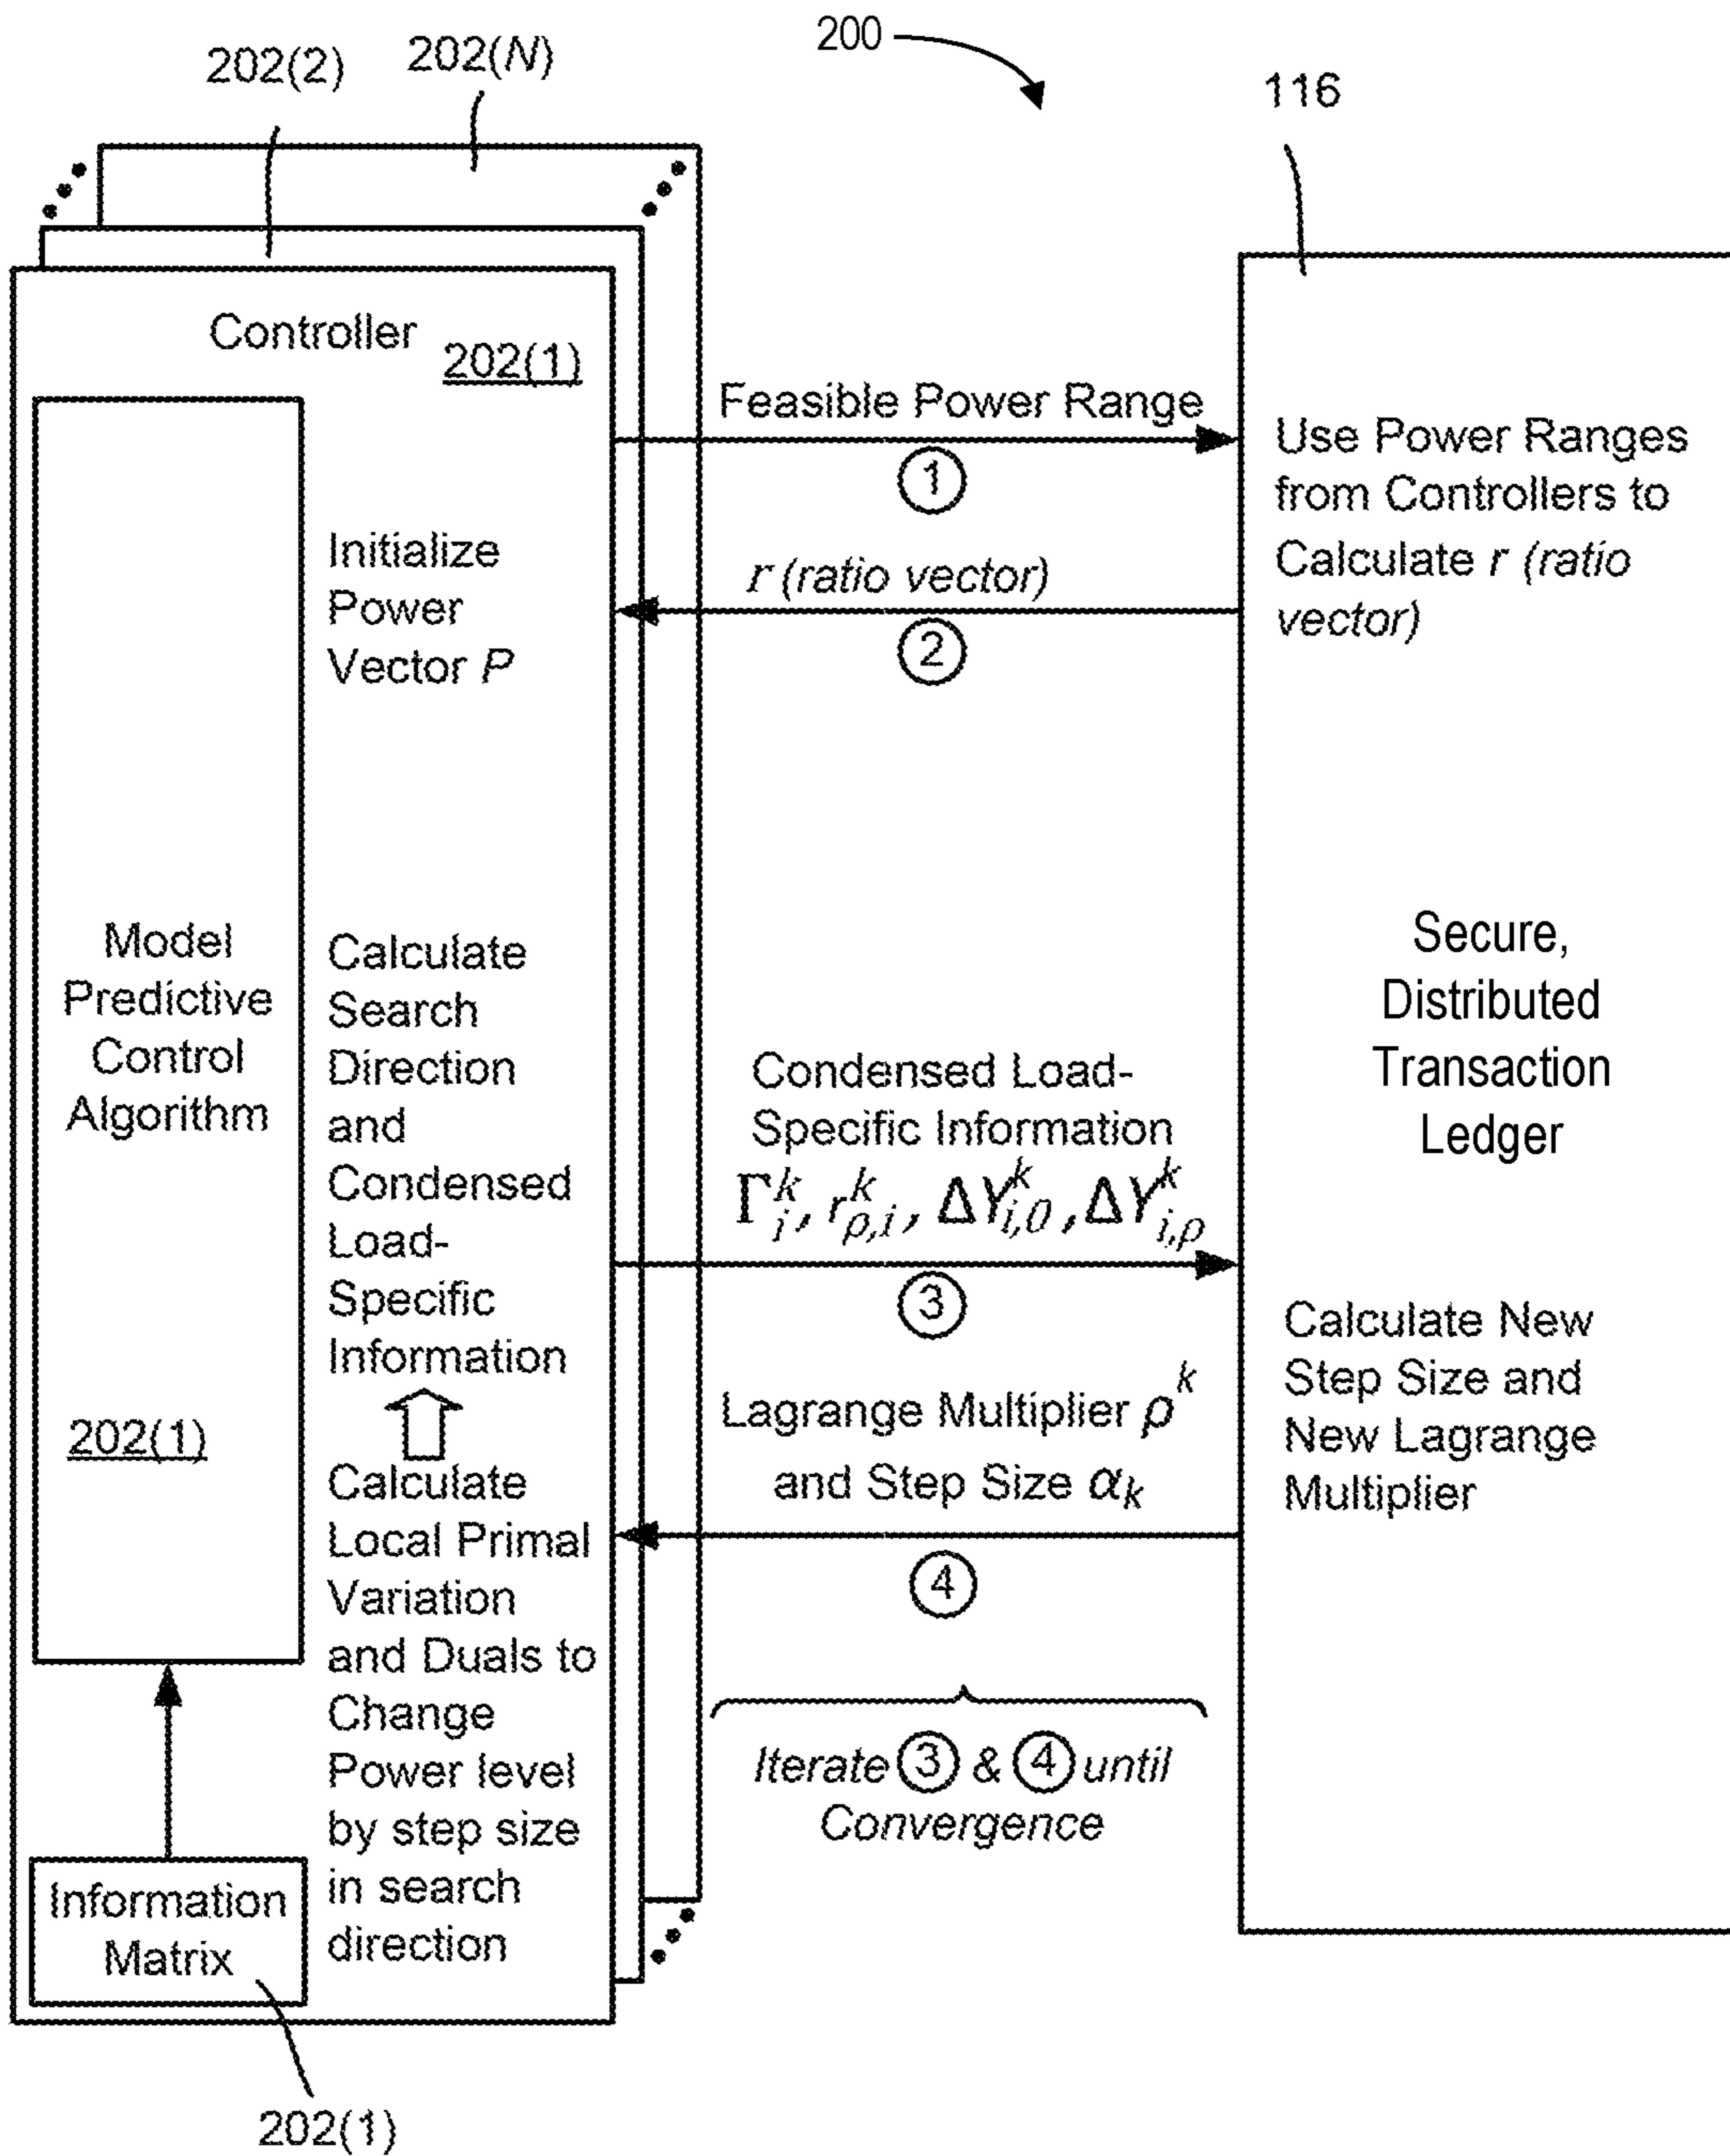 200
202(2)
202(N)
116
Controller
202(1)
Feasible Power Range
1
r (ratio vector)
2
Use Power Ranges
from Controllers to
Calculate r (ratio
vector)
Initialize
Power
Vector P
Model
Predictive
Control
Algorithm
202(1)
Calculate
Search
Direction
and
Condensed
Load-
Specific
Information
Calculate
Local Primal
Variation
and Duals to
Change
Power level
by step size
in search
direction
Condensed Load-
Specific Information
Γ_i^k, r_{ρ,i}^k, ΔY_{i,0}^k, ΔY_{i,ρ}^k
3
Lagrange Multiplier ρ^k
and Step Size α_k
4
Iterate 3 & 4 until
Convergence
Secure,
Distributed
Transaction
Ledger
Calculate New
Step Size and
New Lagrange
Multiplier
Information
Matrix
202(1)